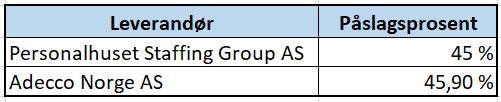 Leverandør Påslagsprosent
Personalhuset Staffing Group AS 45 %
Adecco Norge AS 45,90 %